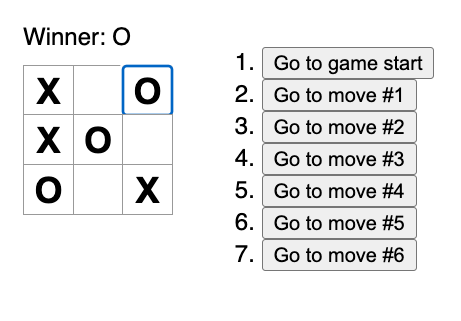 Winner: O
X O
X O
O X
1. Go to game start
2. Go to move #1
3. Go to move #2
4. Go to move #3
5. Go to move #4
6. Go to move #5
7. Go to move #6